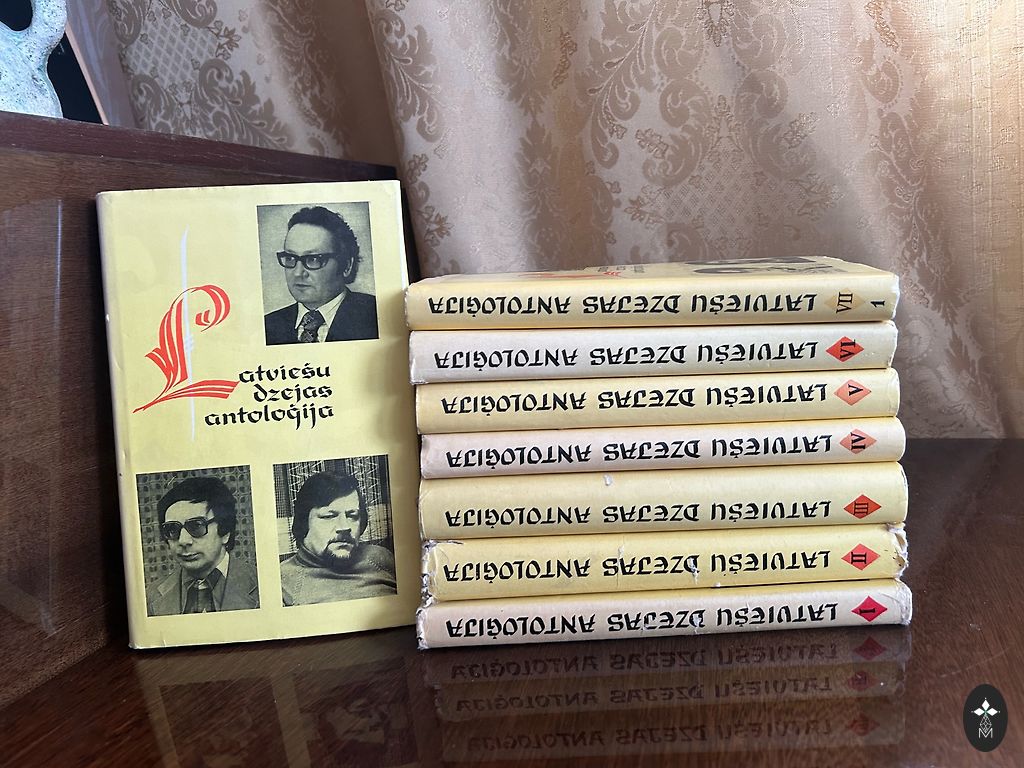 Latviešu
dzejas
antoloģija
LATVIEŠU DZEJAS ANTOLOĢIJA VII 1
LATVIEŠU DZEJAS ANTOLOĢIJA VI
LATVIEŠU DZEJAS ANTOLOĢIJA V
LATVIEŠU DZEJAS ANTOLOĢIJA IV
LATVIEŠU DZEJAS ANTOLOĢIJA III
LATVIEŠU DZEJAS ANTOLOĢIJA II
LATVIEŠU DZEJAS ANTOLOĢIJA I
M